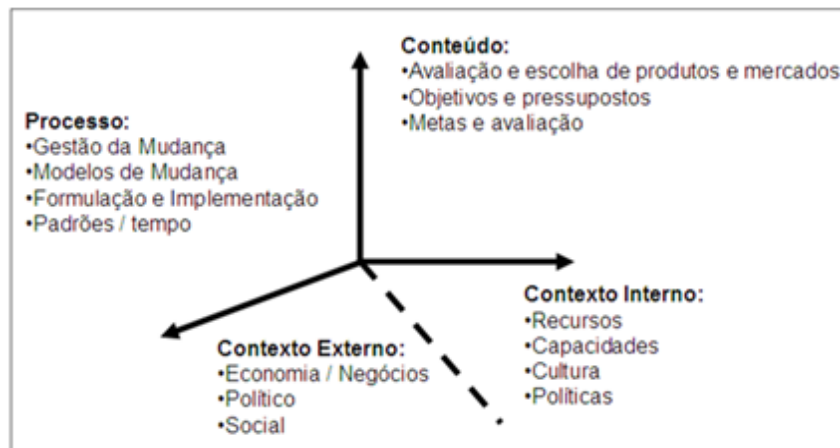 Conteúdo:
•Avaliação e escolha de produtos e mercados
•Objetivos e pressupostos
•Metas e avaliação
Processo:
•Gestão da Mudança
•Modelos de Mudança
•Formulação e Implementação
•Padrões / tempo
Contexto Interno:
•Recursos
•Capacidades
•Cultura
•Políticas
Contexto Externo:
•Economia / Negócios
•Político
•Social